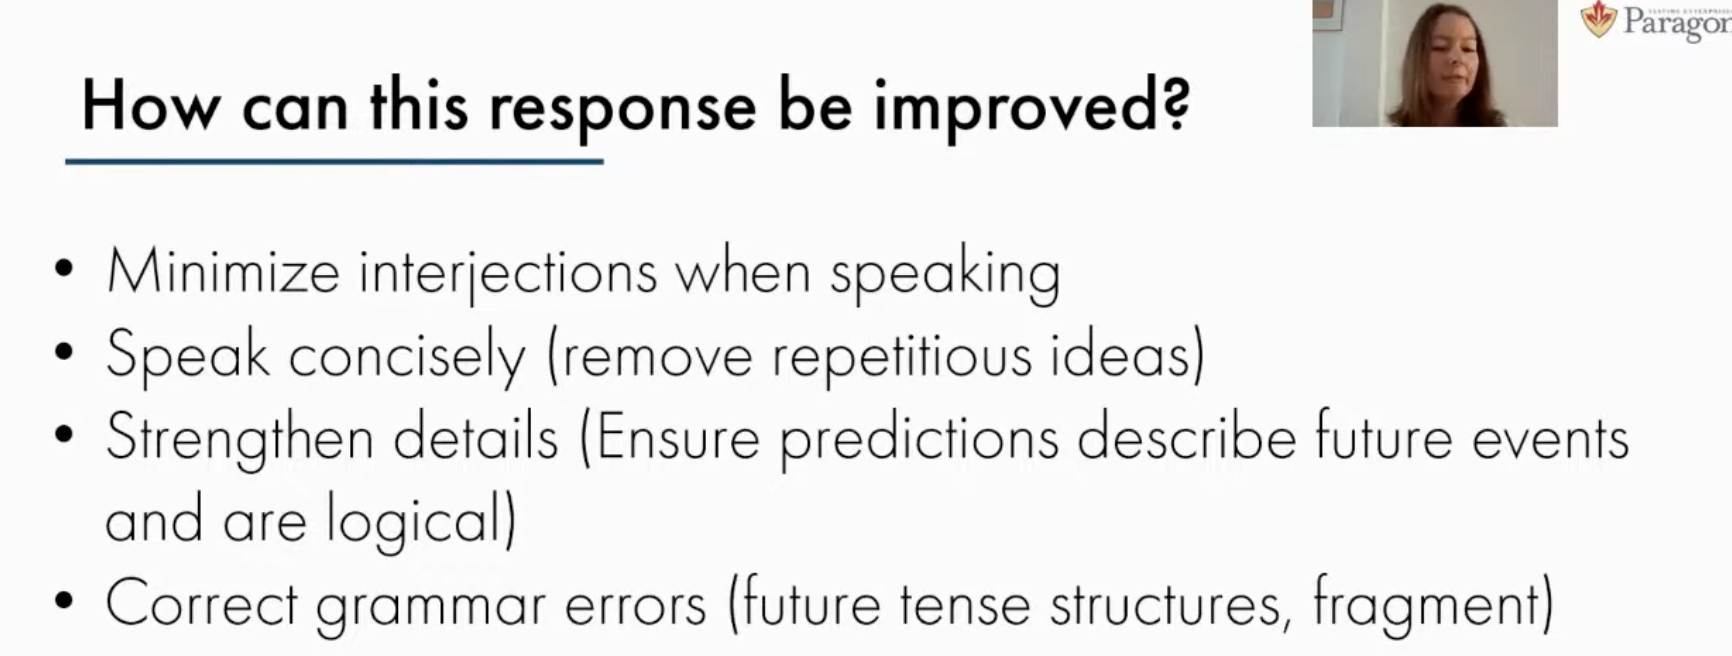 Paragon
How can this response be improved?
• Minimize interjections when speaking
• Speak concisely (remove repetitious ideas)
• Strengthen details (Ensure predictions describe future events
and are logical)
• Correct grammar errors (future tense structures, fragment)